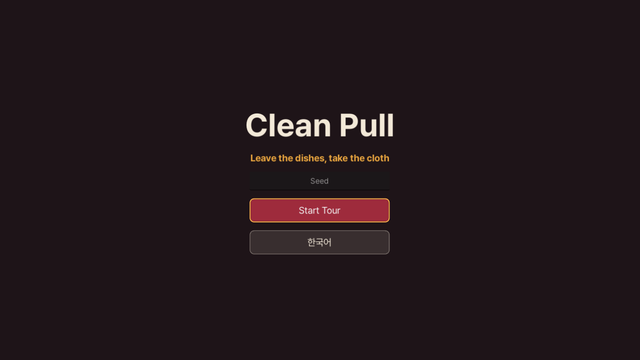 Clean Pull
Leave the dishes, take the cloth
Seed
Start Tour
한국어